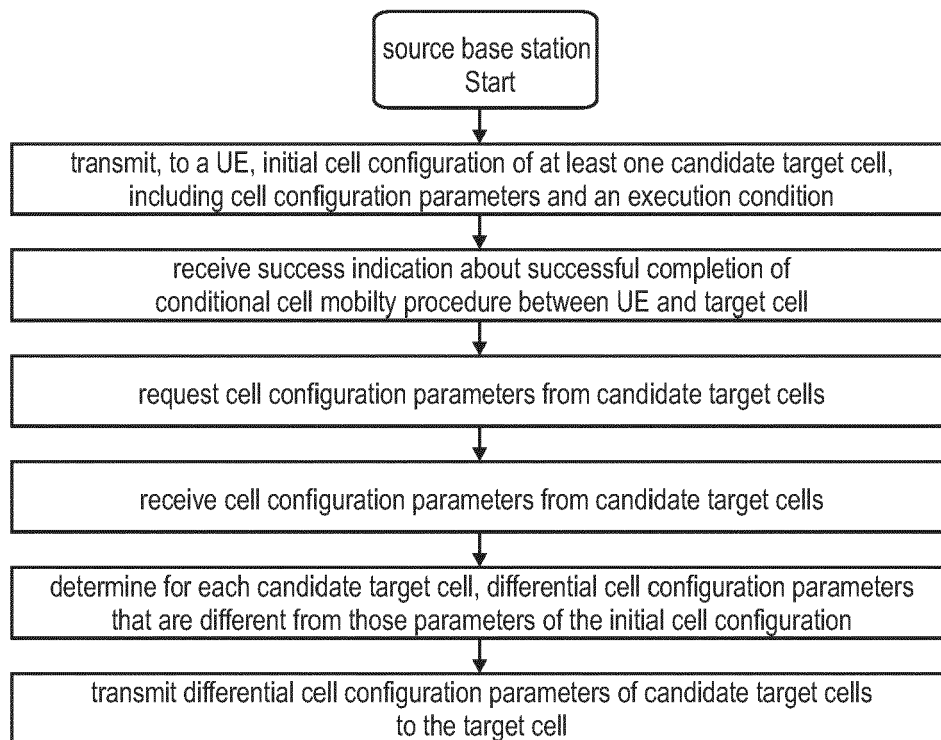 source base station
Start
transmit, to a UE, initial cell configuration of at least one candidate target cell,
including cell configuration parameters and an execution condition
receive success indication about successful completion of
conditional cell mobilty procedure between UE and target cell
request cell configuration parameters from candidate target cells
receive cell configuration parameters from candidate target cells
determine for each candidate target cell, differential cell configuration parameters
that are different from those parameters of the initial cell configuration
transmit differential cell configuration parameters of candidate target cells
to the target cell